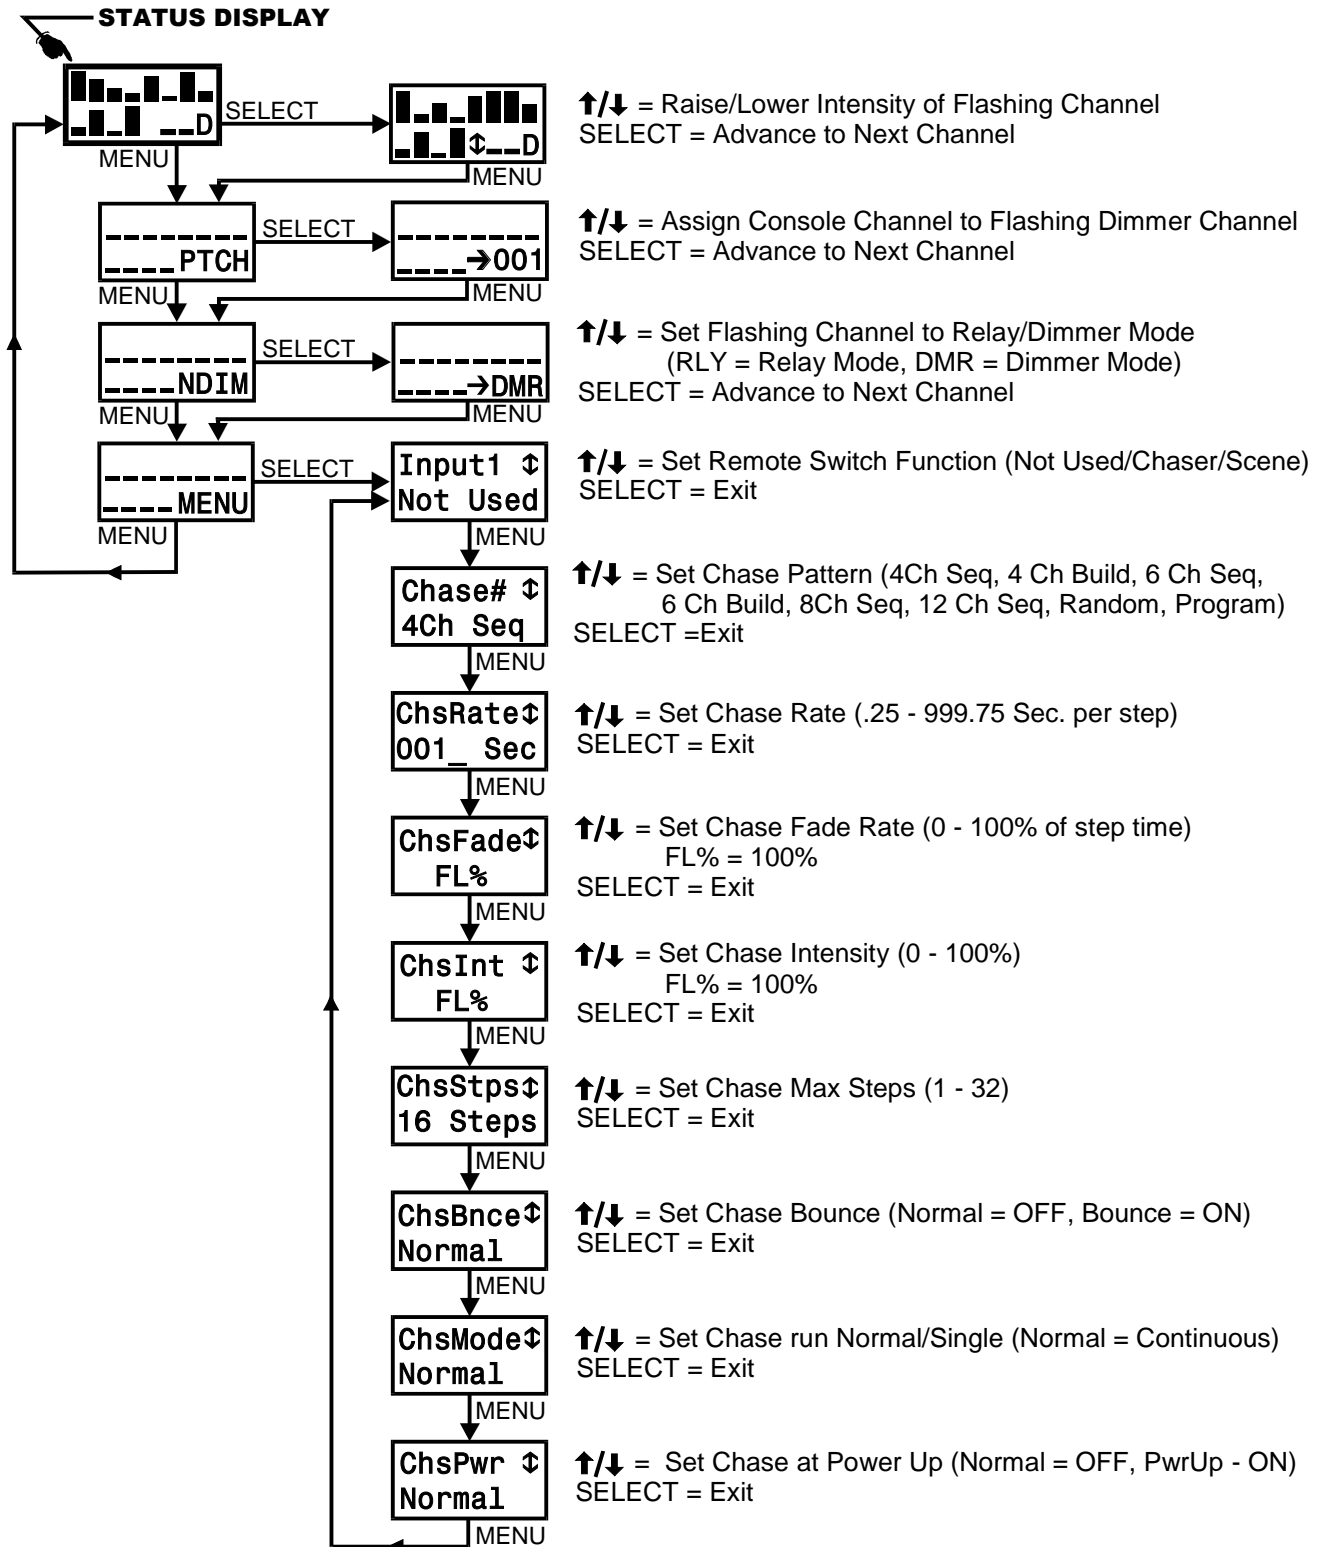 STATUS DISPLAY
__D
SELECT
↕__D
MENU
MENU
⬆/⬇ = Raise/Lower Intensity of Flashing Channel
SELECT = Advance to Next Channel
PTCH
SELECT
→001
MENU
MENU
⬆/⬇ = Assign Console Channel to Flashing Dimmer Channel
SELECT = Advance to Next Channel
NDIM
SELECT
→DMR
MENU
MENU
⬆/⬇ = Set Flashing Channel to Relay/Dimmer Mode
(RLY = Relay Mode, DMR = Dimmer Mode)
SELECT = Advance to Next Channel
MENU
SELECT
MENU
Input1 ↕
Not Used
MENU
⬆/⬇ = Set Remote Switch Function (Not Used/Chaser/Scene)
SELECT = Exit
Chase# ↕
4Ch Seq
MENU
⬆/⬇ = Set Chase Pattern (4Ch Seq, 4 Ch Build, 6 Ch Seq,
6 Ch Build, 8Ch Seq, 12 Ch Seq, Random, Program)
SELECT =Exit
ChsRate↕
001_ Sec
MENU
⬆/⬇ = Set Chase Rate (.25 - 999.75 Sec. per step)
SELECT = Exit
ChsFade↕
FL%
MENU
⬆/⬇ = Set Chase Fade Rate (0 - 100% of step time)
FL% = 100%
SELECT = Exit
ChsInt ↕
FL%
MENU
⬆/⬇ = Set Chase Intensity (0 - 100%)
FL% = 100%
SELECT = Exit
ChsStps↕
16 Steps
MENU
⬆/⬇ = Set Chase Max Steps (1 - 32)
SELECT = Exit
ChsBnce↕
Normal
MENU
⬆/⬇ = Set Chase Bounce (Normal = OFF, Bounce = ON)
SELECT = Exit
ChsMode↕
Normal
MENU
⬆/⬇ = Set Chase run Normal/Single (Normal = Continuous)
SELECT = Exit
ChsPwr ↕
Normal
MENU
⬆/⬇ = Set Chase at Power Up (Normal = OFF, PwrUp - ON)
SELECT = Exit